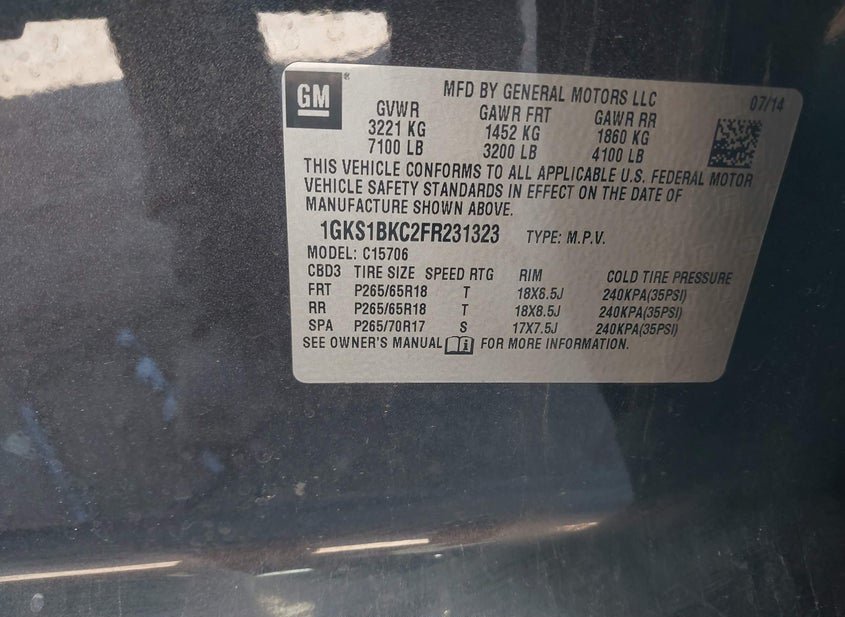 GM
MFD BY GENERAL MOTORS LLC 07/14
GVWR GAWR FRT GAWR RR
3221 KG 1452 KG 1860 KG
7100 LB 3200 LB 4100 LB
THIS VEHICLE CONFORMS TO ALL APPLICABLE U.S. FEDERAL MOTOR
VEHICLE SAFETY STANDARDS IN EFFECT ON THE DATE OF
MANUFACTURE SHOWN ABOVE.
1GKS1BKC2FR231323 TYPE: M.P.V.
MODEL: C15706
CBD3 TIRE SIZE SPEED RTG RIM COLD TIRE PRESSURE
FRT P265/65R18 T 18X8.5J 240KPA(35PSI)
RR P265/65R18 T 18X8.5J 240KPA(35PSI)
SPA P265/70R17 S 17X7.5J 240KPA(35PSI)
SEE OWNER'S MANUAL FOR MORE INFORMATION.